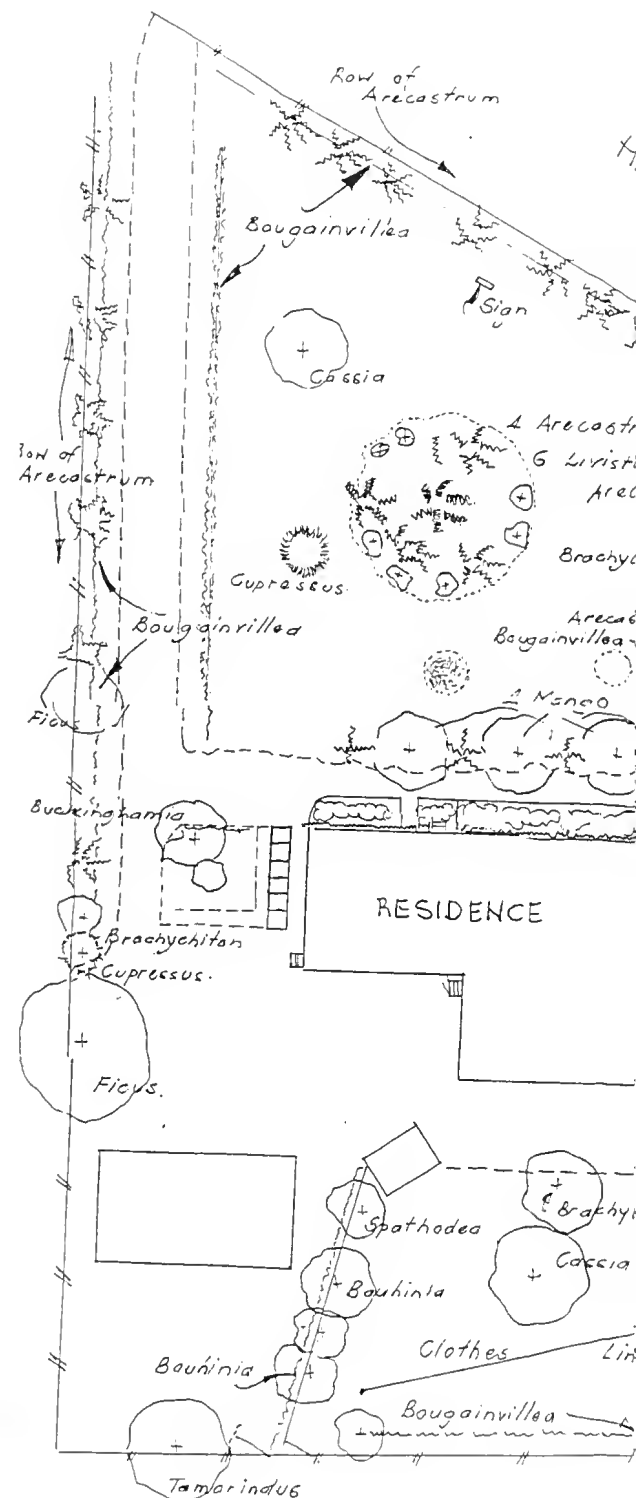 Row of
Arecastrum
Bougainvillea
Sign
Cassia
4 Arecastr
6 Livist
Arec
Row of
Arecastrum
Cupressus.
Brachyc
Bougainvillea
Arecas
Bougainvillea
4 Mango
Ficus
Buckinghamia
RESIDENCE
Brachychiton
Cupressus.
Ficus.
Spathodea
Brachy
Cassia
Bauhinia
Clothes Lin
Bauhinia
Bougainvillea
Tamarindus